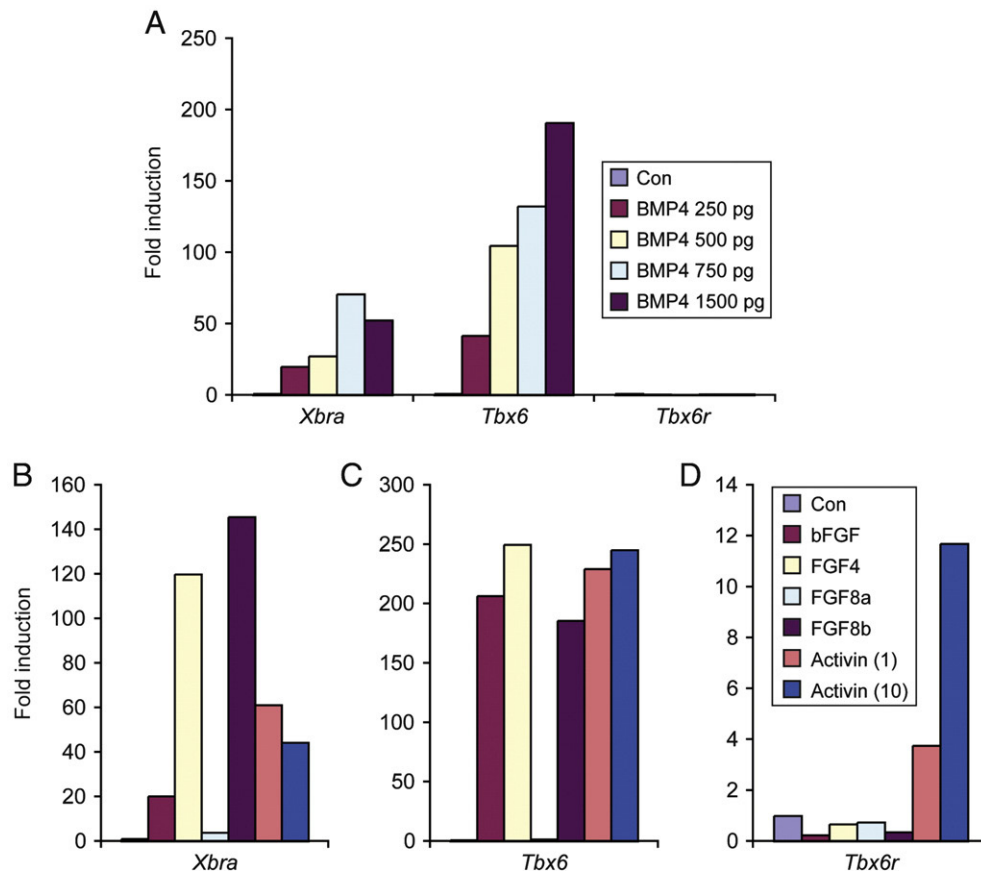 A
Fold induction
250
200
150
100
50
0
Con
BMP4 250 pg
BMP4 500 pg
BMP4 750 pg
BMP4 1500 pg
Xbra Tbx6 Tbx6r
B
Fold induction
160
140
120
100
80
60
40
20
0
Xbra
C
300
250
200
150
100
50
0
Tbx6
D
14
12
10
8
6
4
2
0
Con
bFGF
FGF4
FGF8a
FGF8b
Activin (1)
Activin (10)
Tbx6r